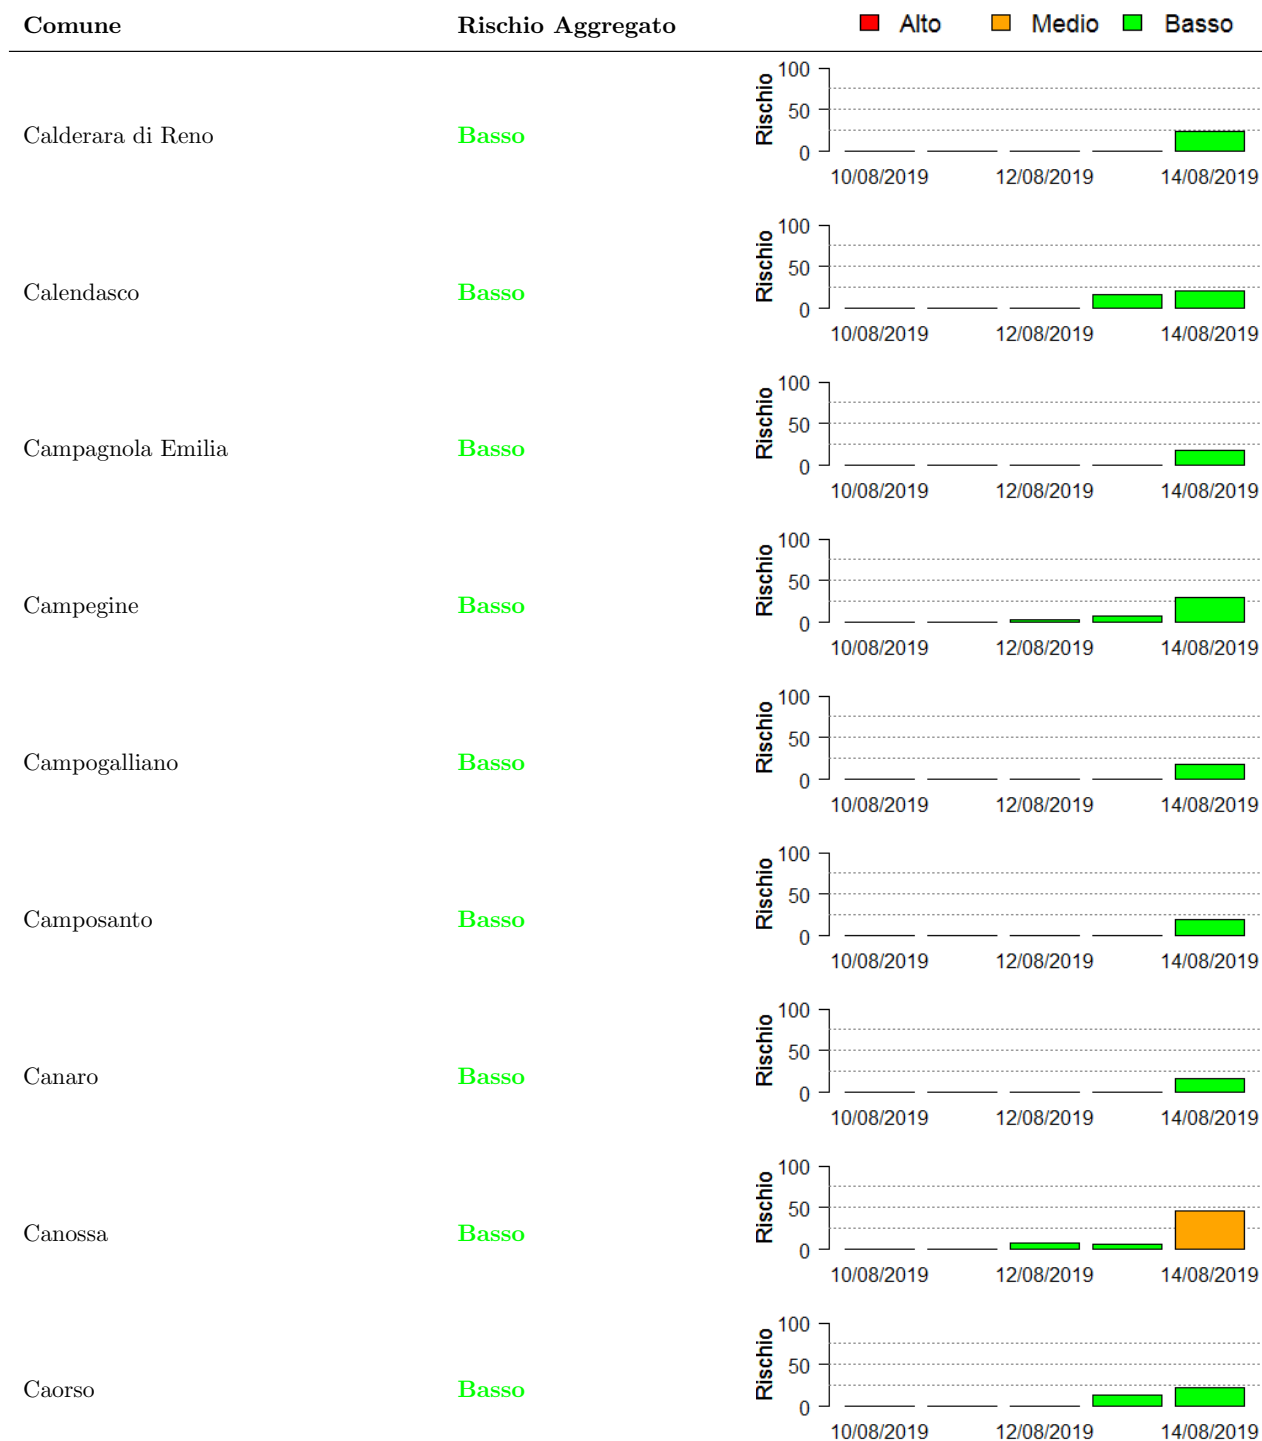 Comune Rischio Aggregato Alto Medio Basso
100
50
0
Rischio
Calderara di Reno Basso
10/08/2019 12/08/2019 14/08/2019
100
50
0
Rischio
Calendasco Basso
10/08/2019 12/08/2019 14/08/2019
100
50
0
Rischio
Campagnola Emilia Basso
10/08/2019 12/08/2019 14/08/2019
100
50
0
Rischio
Campegine Basso
10/08/2019 12/08/2019 14/08/2019
100
50
0
Rischio
Campogalliano Basso
10/08/2019 12/08/2019 14/08/2019
100
50
0
Rischio
Camposanto Basso
10/08/2019 12/08/2019 14/08/2019
100
50
0
Rischio
Canaro Basso
10/08/2019 12/08/2019 14/08/2019
100
50
0
Rischio
Canossa Basso
10/08/2019 12/08/2019 14/08/2019
100
50
0
Rischio
Caorso Basso
10/08/2019 12/08/2019 14/08/2019